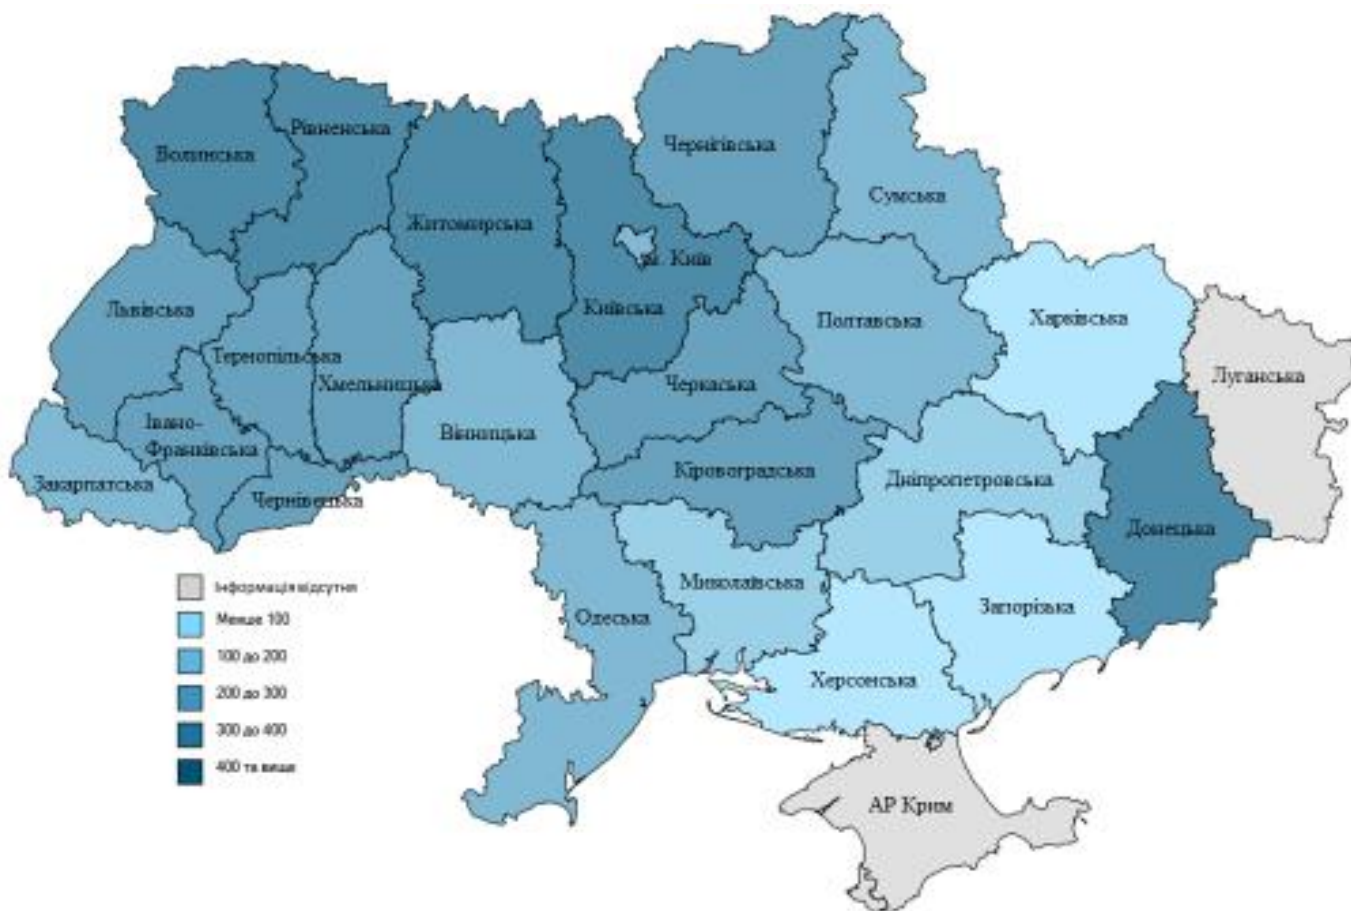 Волинська
Рівненська
Житомирська
Чернігівська
Сумська
м. Київ
Київська
Львівська
Тернопільська
Хмельницька
Івано-
Франківська
Закарпатська
Чернівецька
Вінницька
Черкаська
Полтавська
Харківська
Луганська
Кіровоградська
Дніпропетровська
Донецька
Одеська
Миколаївська
Запорізька
Херсонська
АР Крим
Інформація відсутня
Менше 100
100 до 200
200 до 300
300 до 400
400 та вище